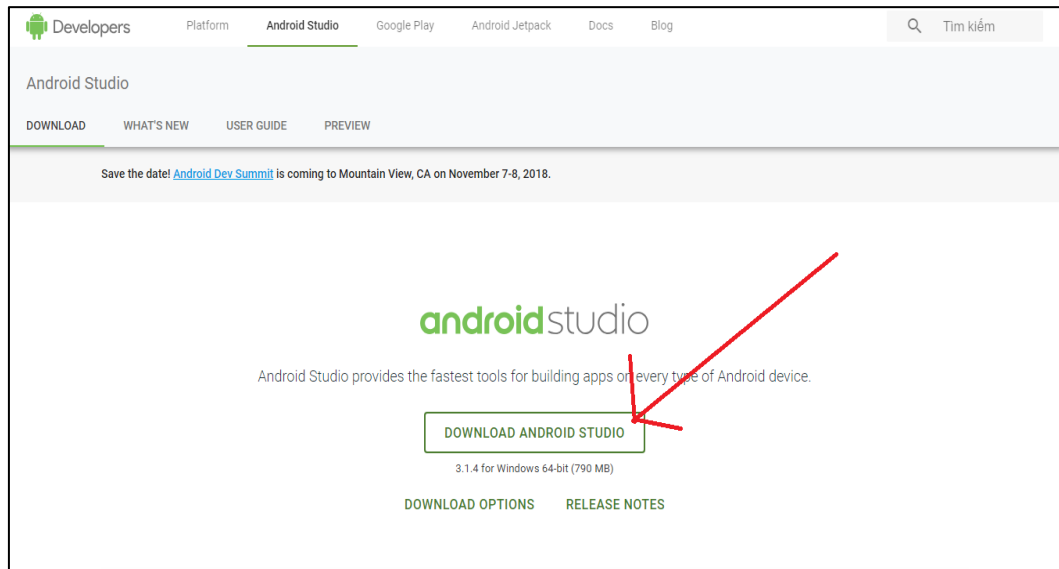 Developers Platform Android Studio Google Play Android Jetpack Docs Blog Tìm kiếm
Android Studio
DOWNLOAD WHAT'S NEW USER GUIDE PREVIEW
Save the date! Android Dev Summit is coming to Mountain View, CA on November 7-8, 2018.
androidstudio
Android Studio provides the fastest tools for building apps on every type of Android device.
DOWNLOAD ANDROID STUDIO
3.1.4 for Windows 64-bit (790 MB)
DOWNLOAD OPTIONS RELEASE NOTES